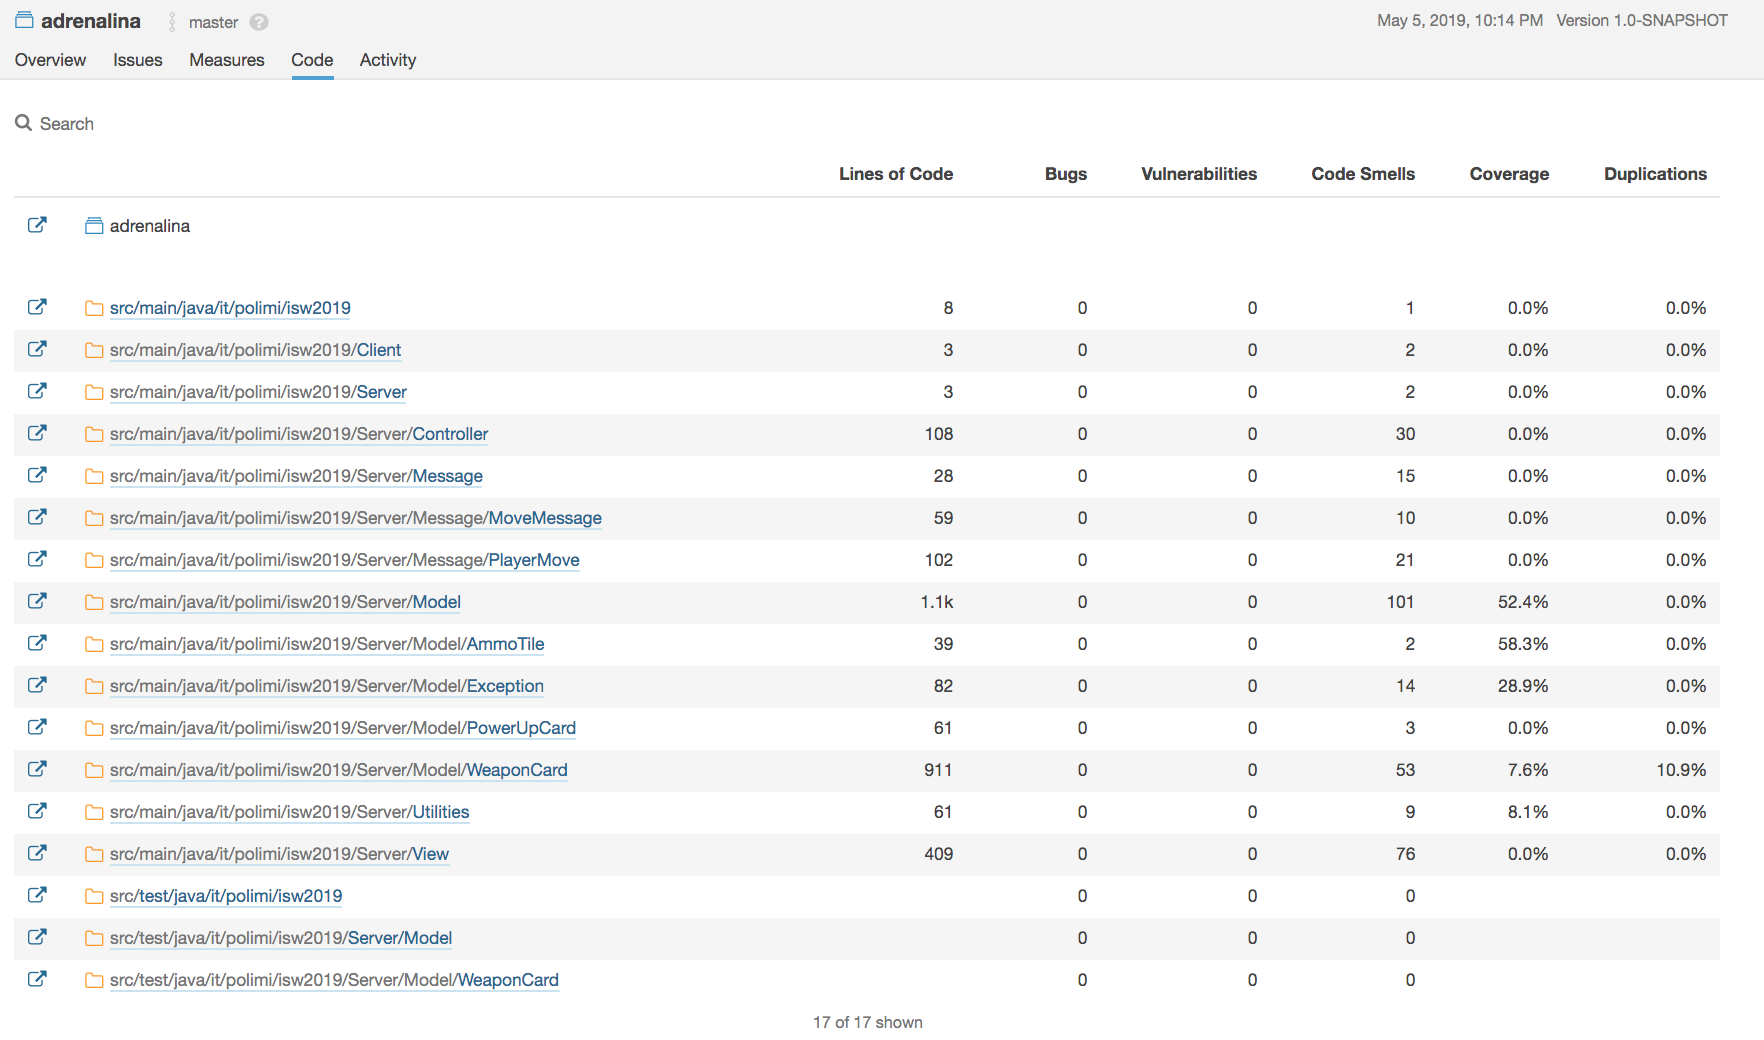 adrenalina master ? May 5, 2019, 10:14 PM Version 1.0-SNAPSHOT
Overview Issues Measures Code Activity
Search
Lines of Code Bugs Vulnerabilities Code Smells Coverage Duplications
adrenalina
src/main/java/it/polimi/isw2019 8 0 0 1 0.0% 0.0%
src/main/java/it/polimi/isw2019/Client 3 0 0 2 0.0% 0.0%
src/main/java/it/polimi/isw2019/Server 3 0 0 2 0.0% 0.0%
src/main/java/it/polimi/isw2019/Server/Controller 108 0 0 30 0.0% 0.0%
src/main/java/it/polimi/isw2019/Server/Message 28 0 0 15 0.0% 0.0%
src/main/java/it/polimi/isw2019/Server/Message/MoveMessage 59 0 0 10 0.0% 0.0%
src/main/java/it/polimi/isw2019/Server/Message/PlayerMove 102 0 0 21 0.0% 0.0%
src/main/java/it/polimi/isw2019/Server/Model 1.1k 0 0 101 52.4% 0.0%
src/main/java/it/polimi/isw2019/Server/Model/AmmoTile 39 0 0 2 58.3% 0.0%
src/main/java/it/polimi/isw2019/Server/Model/Exception 82 0 0 14 28.9% 0.0%
src/main/java/it/polimi/isw2019/Server/Model/PowerUpCard 61 0 0 3 0.0% 0.0%
src/main/java/it/polimi/isw2019/Server/Model/WeaponCard 911 0 0 53 7.6% 10.9%
src/main/java/it/polimi/isw2019/Server/Utilities 61 0 0 9 8.1% 0.0%
src/main/java/it/polimi/isw2019/Server/View 409 0 0 76 0.0% 0.0%
src/test/java/it/polimi/isw2019 0 0 0
src/test/java/it/polimi/isw2019/Server/Model 0 0 0
src/test/java/it/polimi/isw2019/Server/Model/WeaponCard 0 0 0
17 of 17 shown